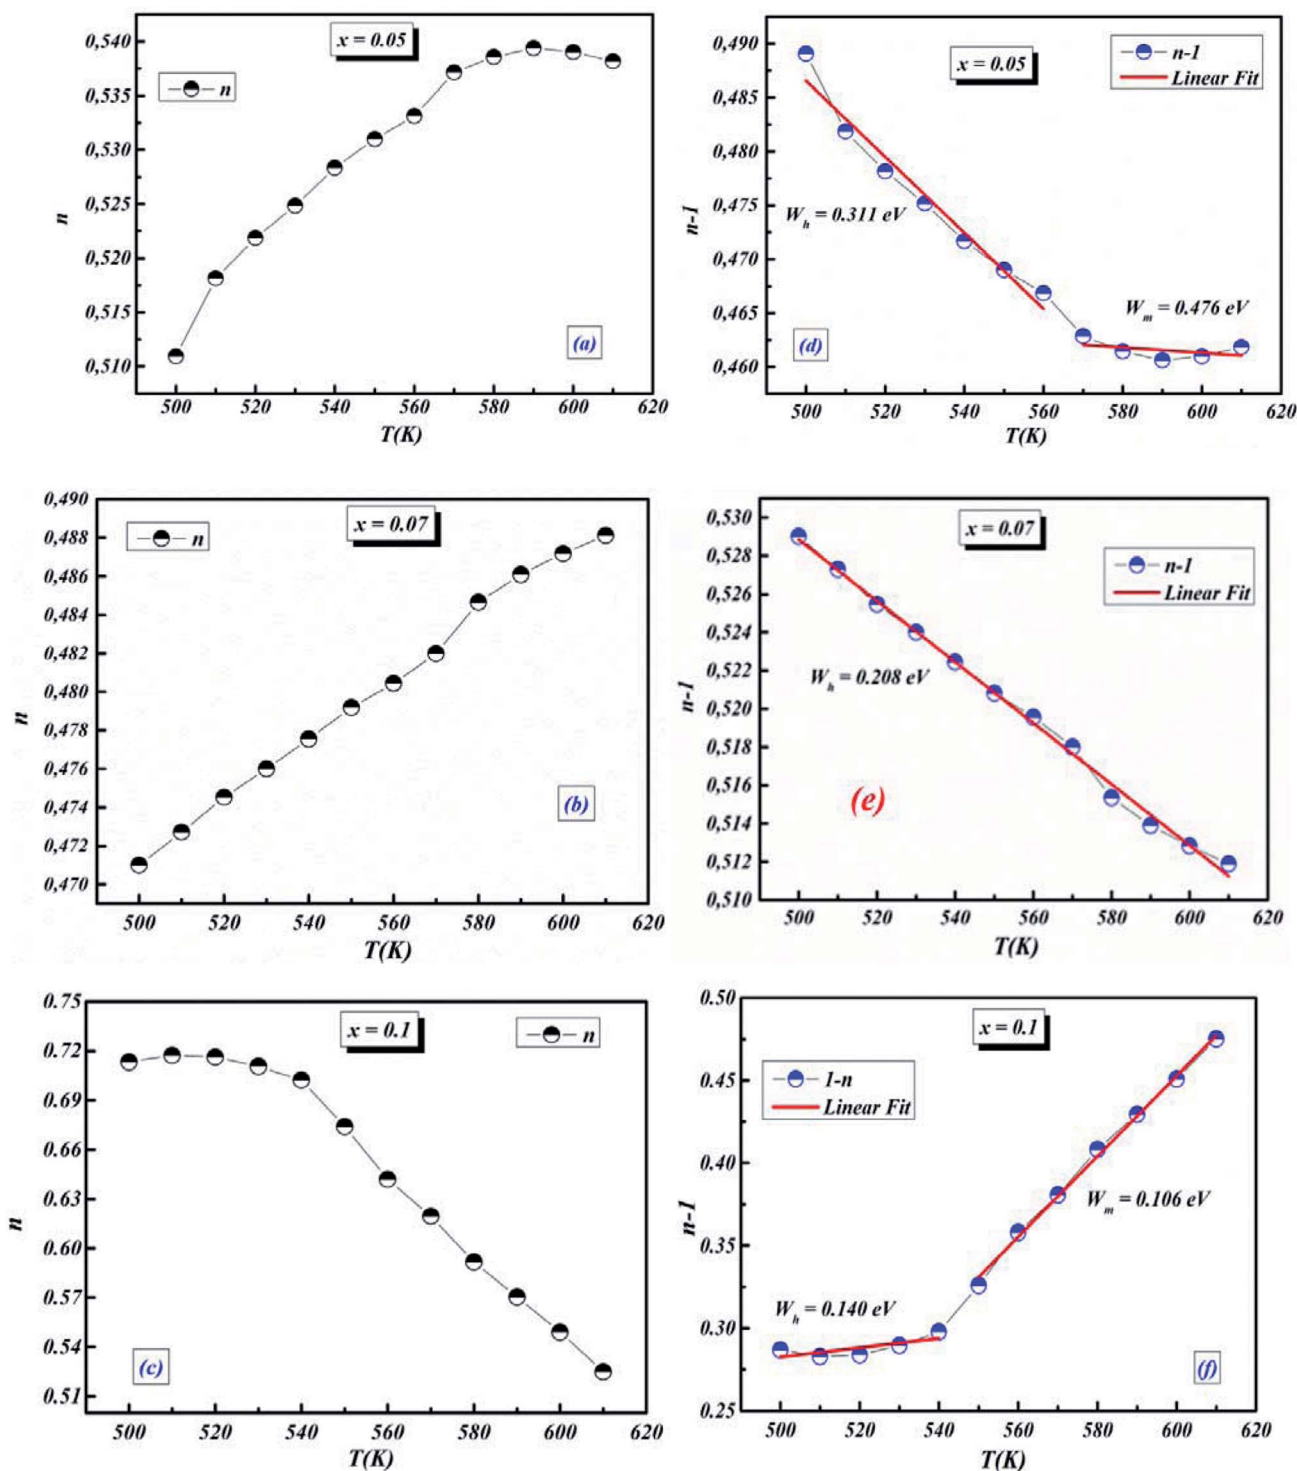 x = 0.05
n
0,540
0,535
0,530
0,525
0,520
0,515
0,510
n
(a)
500 520 540 560 580 600 620
T(K)
x = 0.05
n-1
Linear Fit
0,490
0,485
0,480
0,475
0,470
0,465
0,460
n-1
W_h = 0.311 eV
W_m = 0.476 eV
(d)
500 520 540 560 580 600 620
T(K)
x = 0.07
n
0,490
0,488
0,486
0,484
0,482
0,480
0,478
0,476
0,474
0,472
0,470
n
(b)
500 520 540 560 580 600 620
T(K)
x = 0.07
n-1
Linear Fit
0,530
0,528
0,526
0,524
0,522
0,520
0,518
0,516
0,514
0,512
0,510
n-1
W_h = 0.208 eV
(e)
500 520 540 560 580 600 620
T(K)
x = 0.1
n
0.75
0.72
0.69
0.66
0.63
0.60
0.57
0.54
0.51
n
(c)
500 520 540 560 580 600 620
T(K)
x = 0.1
1-n
Linear Fit
0.50
0.45
0.40
0.35
0.30
0.25
n-1
W_m = 0.106 eV
W_h = 0.140 eV
(f)
500 520 540 560 580 600 620
T(K)